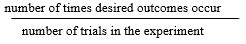 number of times desired outcomes occur
number of trials in the experiment